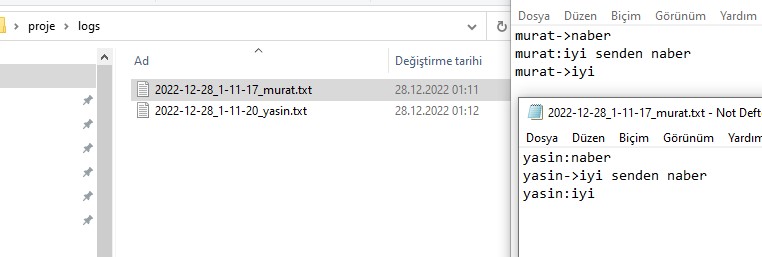 proje > logs
Ad
Değiştirme tarihi
2022-12-28_1-11-17_murat.txt
28.12.2022 01:11
2022-12-28_1-11-20_yasin.txt
28.12.2022 01:12
Dosya Düzen Biçim Görünüm Yardım
murat->naber
murat:iyi senden naber
murat->iyi
2022-12-28_1-11-17_murat.txt - Not Deft
Dosya Düzen Biçim Görünüm Yardım
yasin:naber
yasin->iyi senden naber
yasin:iyi